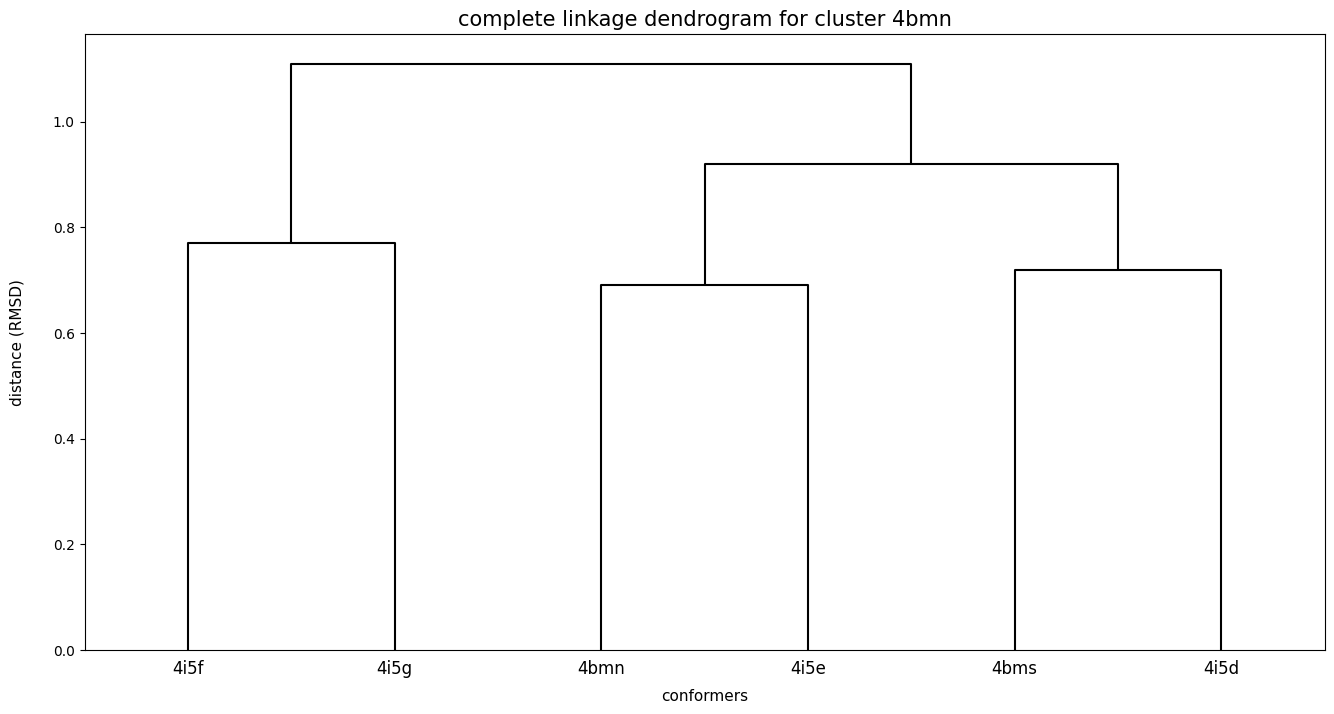 complete linkage dendrogram for cluster 4bmn
1.0
0.8
0.6
0.4
0.2
0.0
distance (RMSD)
4i5f 4i5g 4bmn 4i5e 4bms 4i5d
conformers